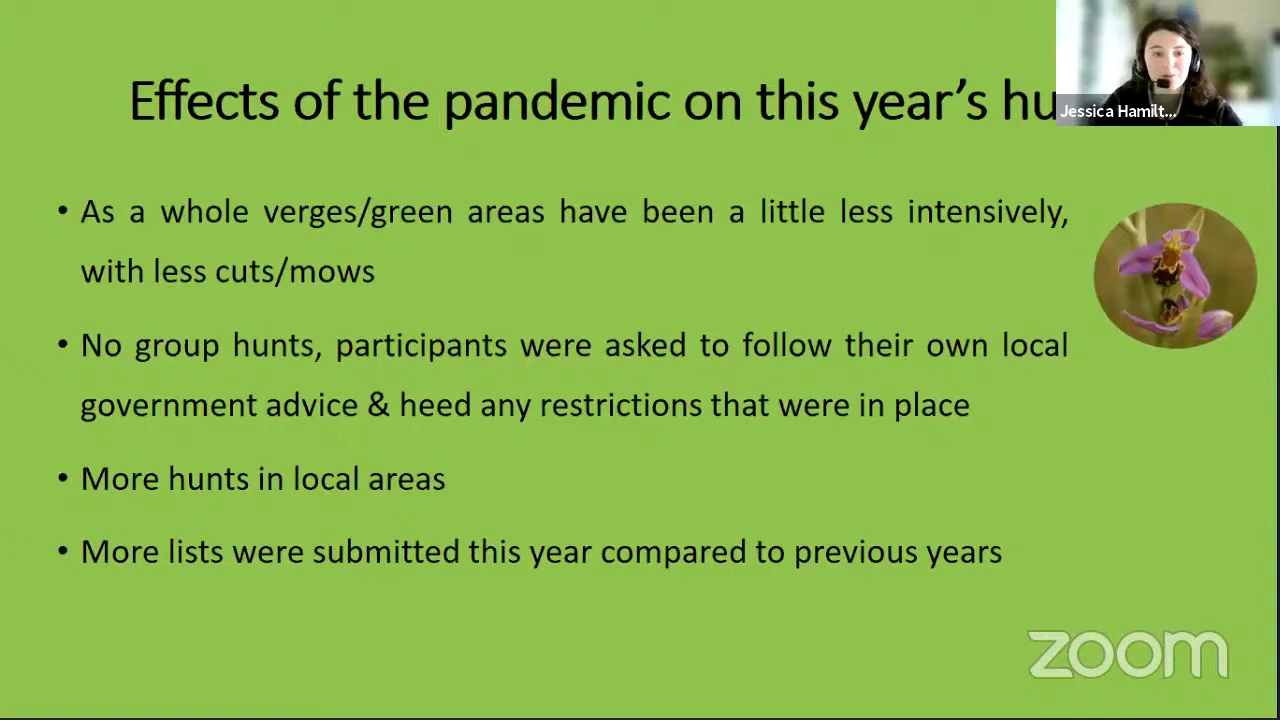 Effects of the pandemic on this year's hu
Jessica Hamilt...
• As a whole verges/green areas have been a little less intensively,
with less cuts/mows
• No group hunts, participants were asked to follow their own local
government advice & heed any restrictions that were in place
• More hunts in local areas
• More lists were submitted this year compared to previous years
zoom